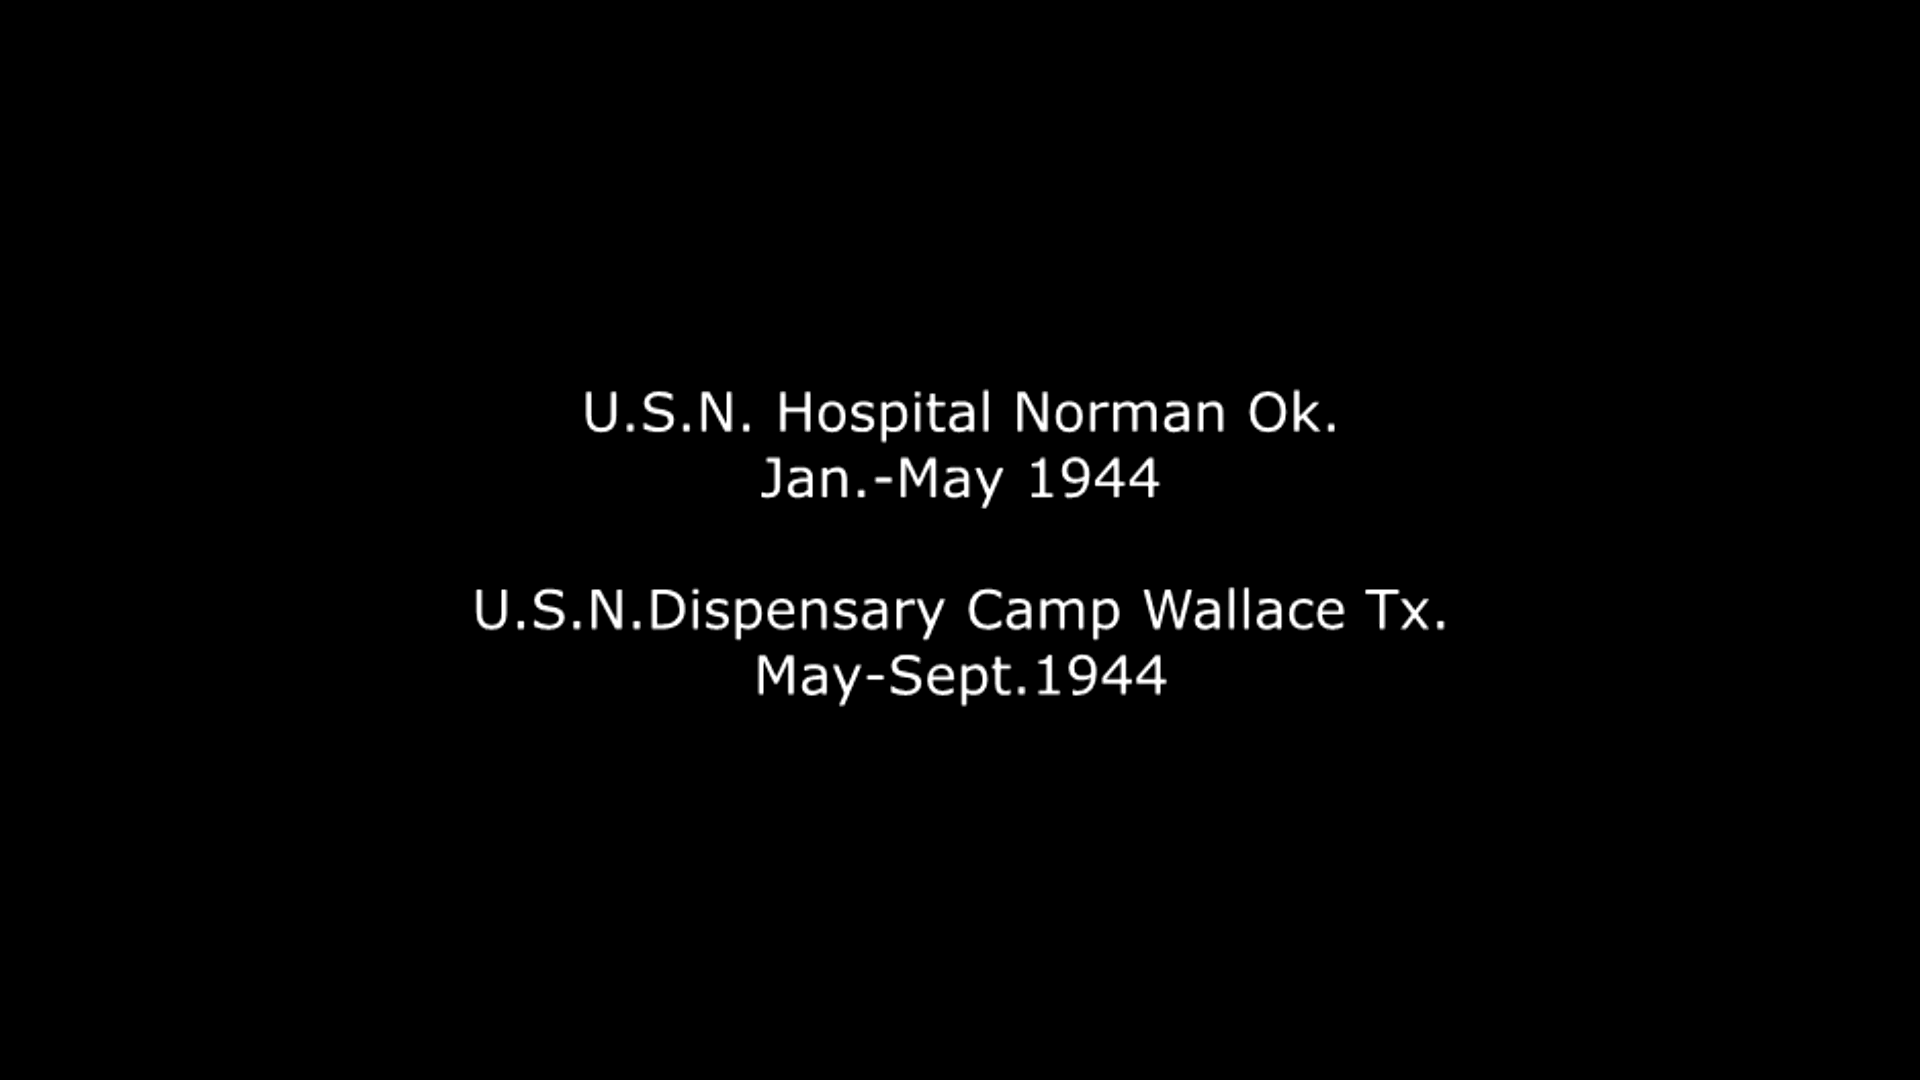 U.S.N. Hospital Norman Ok.
Jan.-May 1944
U.S.N.Dispensary Camp Wallace Tx.
May-Sept.1944